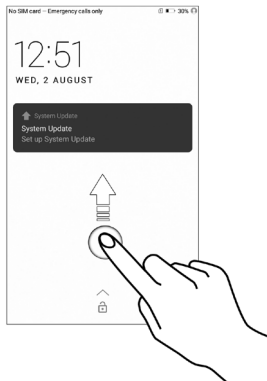 No SIM card – Emergency calls only 30%
12:51
WED, 2 AUGUST
System Update
System Update
Set up System Update